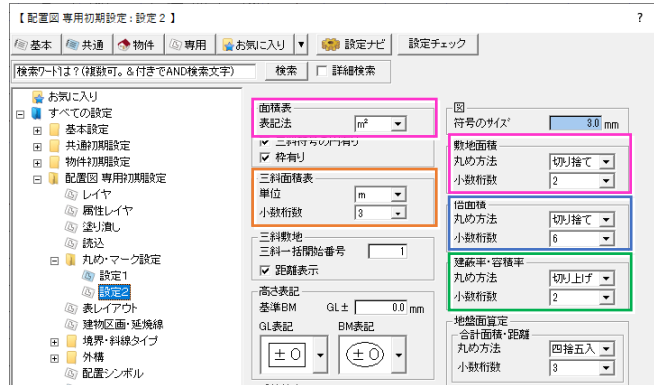 【 配置図 専用初期設定 : 設定２ 】 ?
基本 共通 物件 専用 お気に入り ▼ 設定ナビ 設定チェック
検索ワードは？(複数可。＆付きでAND検索文字) 検索 詳細検索
お気に入り
すべての設定
基本設定
共通初期設定
物件初期設定
配置図 専用初期設定
レイヤ
属性レイヤ
塗り潰し
読込
丸め・マーク設定
設定1
設定2
表レイアウト
建物区画・延焼線
境界・斜線タイプ
外構
配置シンボル
面積表
表記法 m²
三斜符号の円有り
枠有り
三斜面積表
単位 m
小数桁数 3
三斜敷地
三斜一括開始番号 1
距離表示
高さ表記
基準BM GL± 0.0 mm
GL表記 BM表記
±０ ±０
図
符号のサイズ 3.0 mm
敷地面積
丸め方法 切り捨て
小数桁数 2
倍面積
丸め方法 切り捨て
小数桁数 6
建蔽率・容積率
丸め方法 切り上げ
小数桁数 2
地盤面算定
合計面積・距離
丸め方法 四捨五入
小数桁数 3